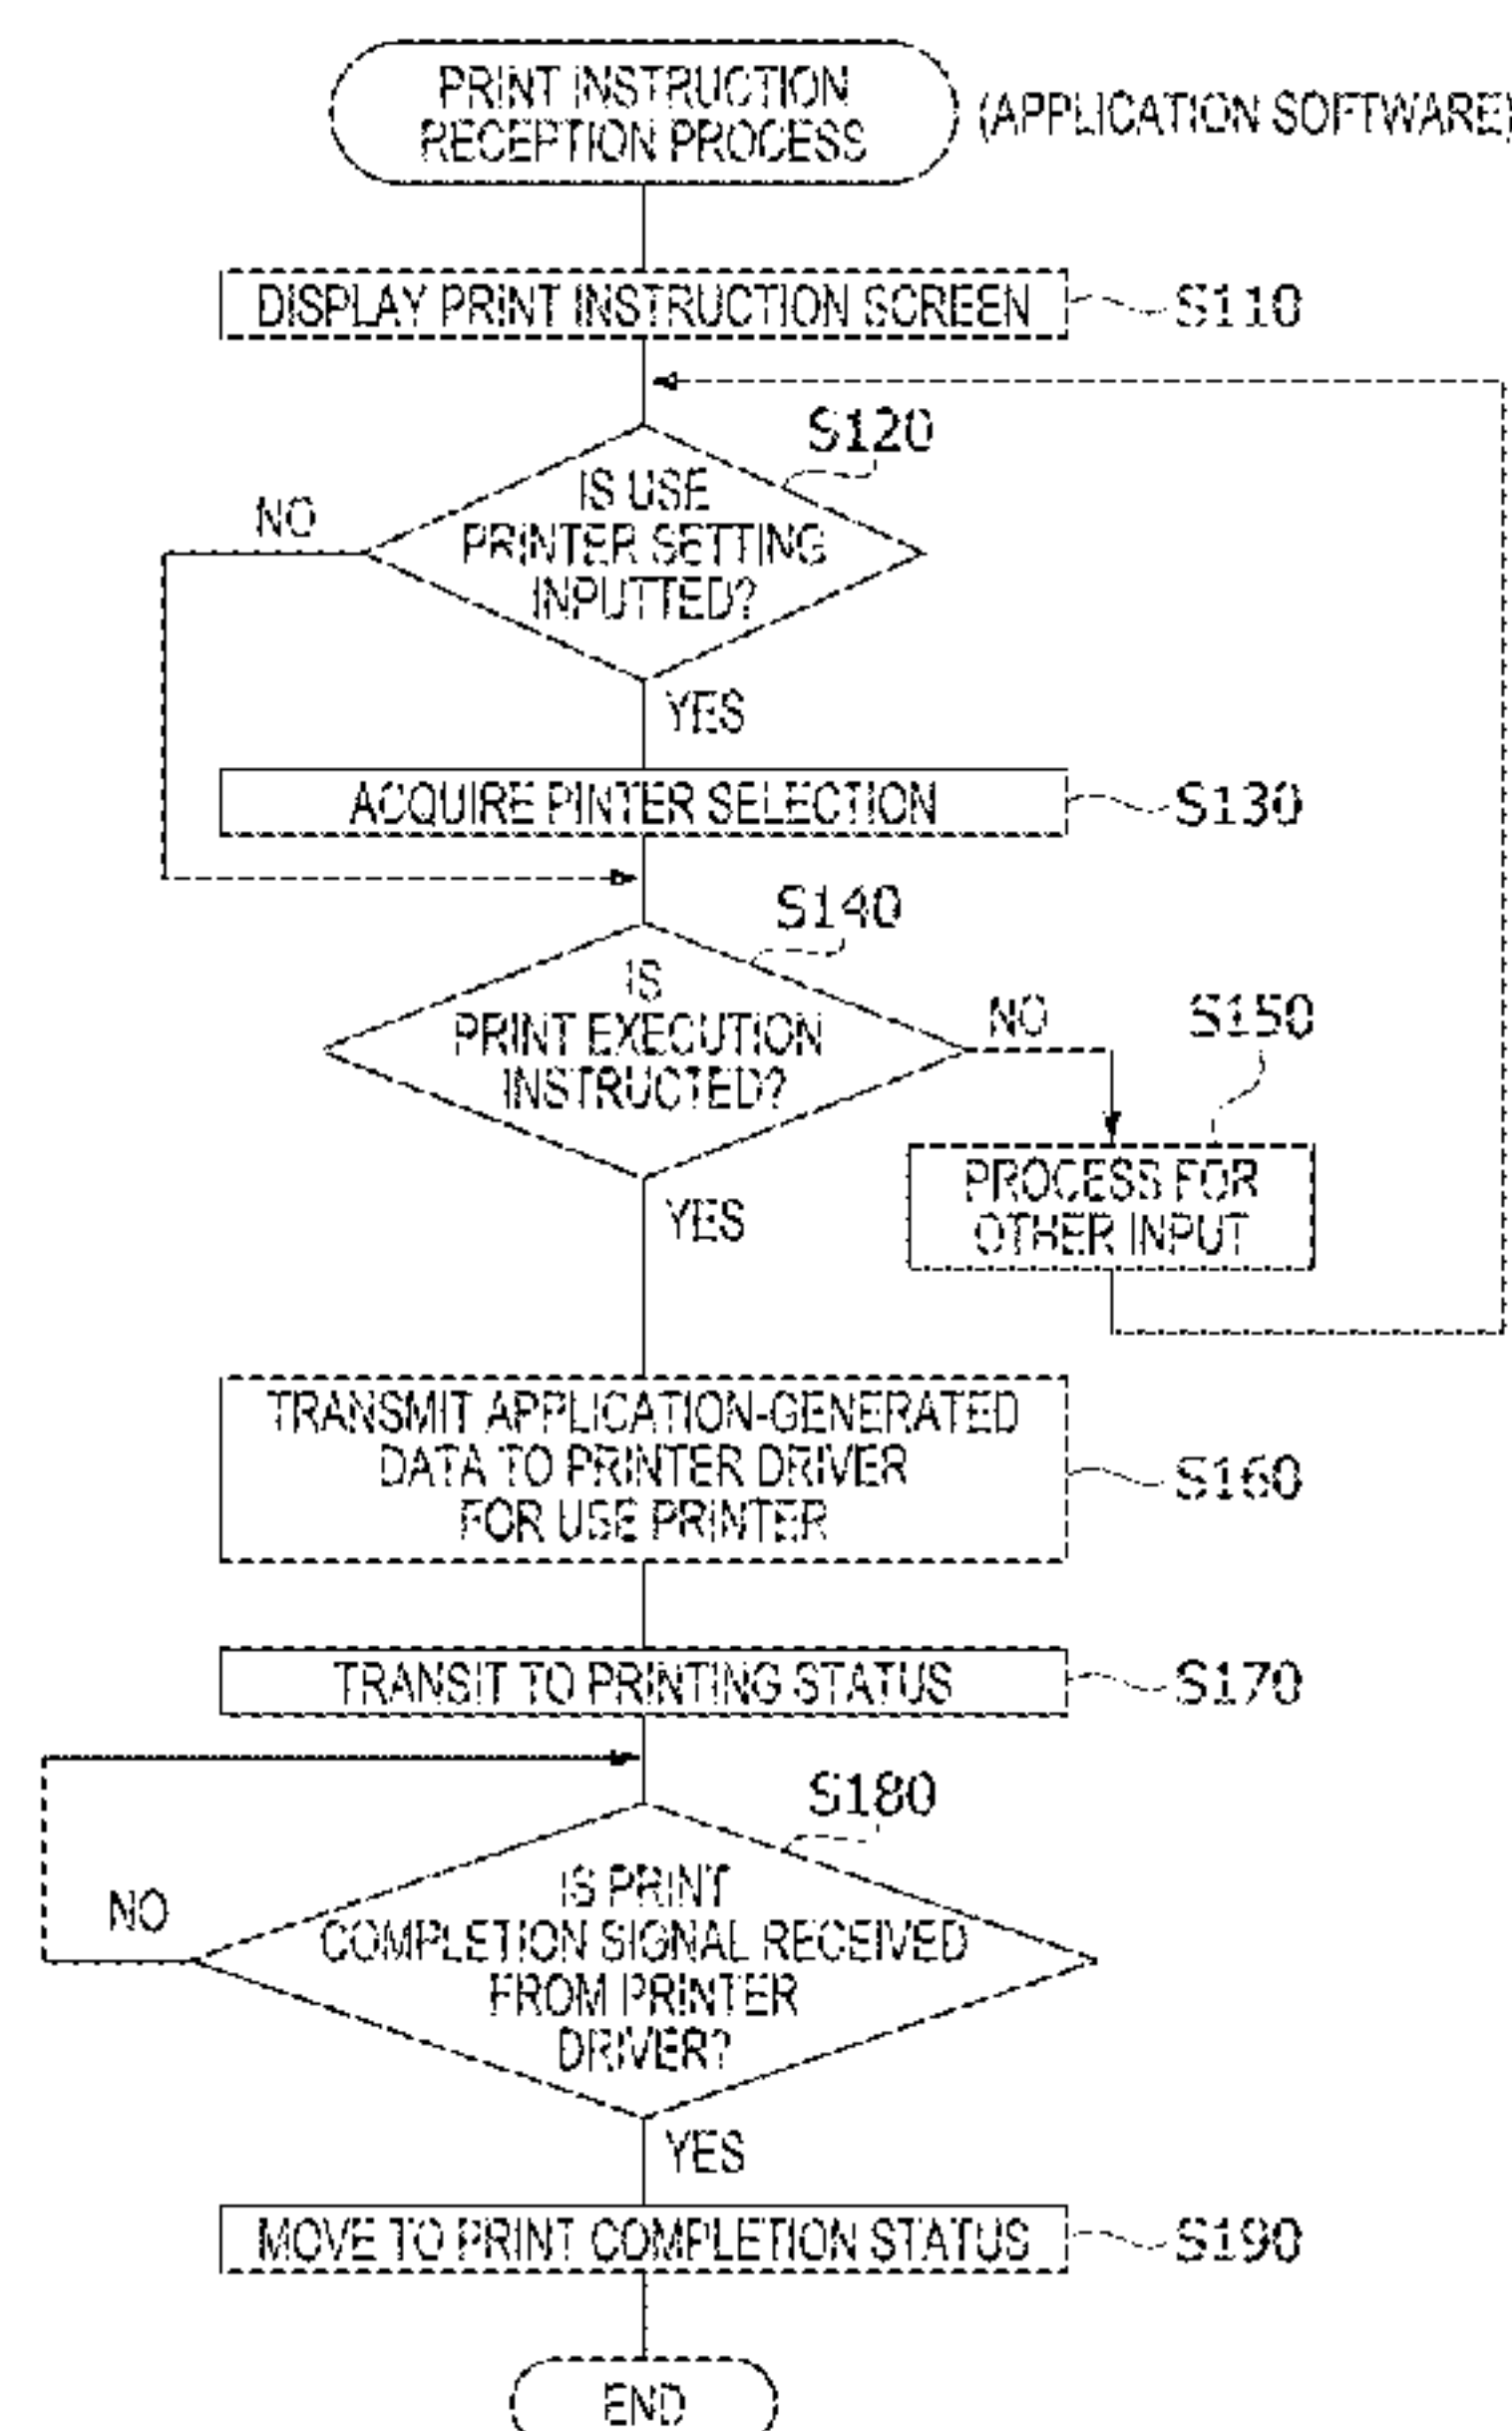 PRINT INSTRUCTION
RECEPTION PROCESS
(APPLICATION SOFTWARE)
DISPLAY PRINT INSTRUCTION SCREEN
S110
S120
IS USE
PRINTER SETTING
INPUTTED?
NO
YES
ACQUIRE PINTER SELECTION
S130
S140
IS
PRINT EXECUTION
INSTRUCTED?
NO
S150
YES
PROCESS FOR
OTHER INPUT
TRANSMIT APPLICATION-GENERATED
DATA TO PRINTER DRIVER
FOR USE PRINTER
S160
TRANSIT TO PRINTING STATUS
S170
S180
IS PRINT
COMPLETION SIGNAL RECEIVED
FROM PRINTER
DRIVER?
NO
YES
MOVE TO PRINT COMPLETION STATUS
S190
END